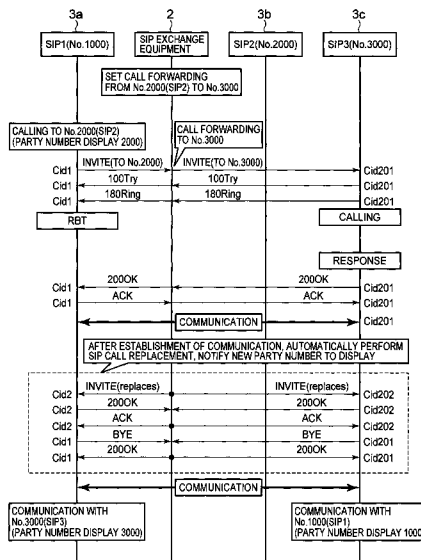 3a 2 3b 3c
SIP1(No.1000) SIP EXCHANGE EQUIPMENT SIP2(No.2000) SIP3(No.3000)
SET CALL FORWARDING
FROM No.2000(SIP2) TO No.3000
CALLING TO No.2000(SIP2)
(PARTY NUMBER DISPLAY 2000)
CALL FORWARDING
TO No.3000
Cid1 INVITE(TO No.2000) INVITE(TO No.3000) Cid201
Cid1 100Try 100Try Cid201
Cid1 180Ring 180Ring Cid201
RBT CALLING
RESPONSE
Cid1 200OK 200OK Cid201
Cid1 ACK ACK Cid201
COMMUNICATION Cid201
AFTER ESTABLISHMENT OF COMMUNICATION, AUTOMATICALLY PERFORM
SIP CALL REPLACEMENT, NOTIFY NEW PARTY NUMBER TO DISPLAY
Cid2 INVITE(replaces) INVITE(replaces) Cid202
Cid2 200OK 200OK Cid202
Cid2 ACK ACK Cid202
Cid1 BYE BYE Cid201
Cid1 200OK 200OK Cid201
COMMUNICATION
COMMUNICATION WITH
No.3000(SIP3)
(PARTY NUMBER DISPLAY 3000)
COMMUNICATION WITH
No.1000(SIP1)
(PARTY NUMBER DISPLAY 1000)